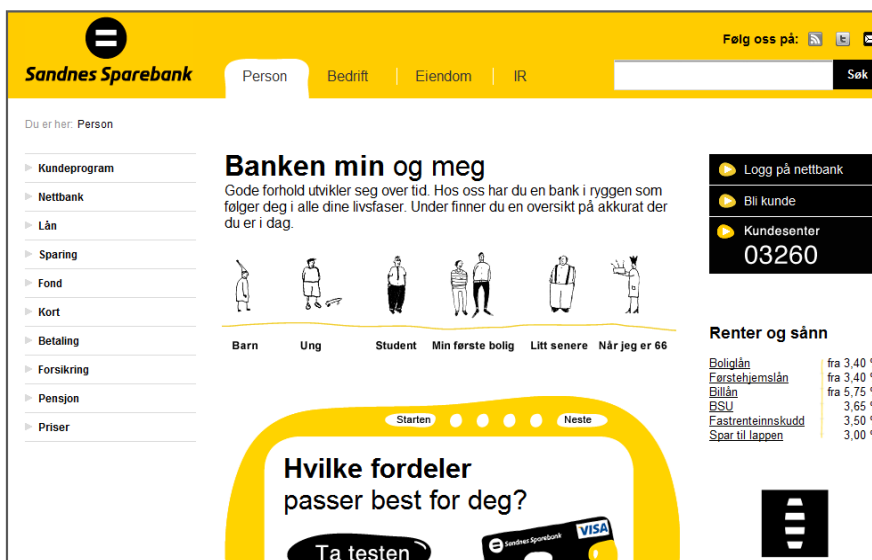 Følg oss på:
Sandnes Sparebank
Person
Bedrift
Eiendom
IR
Søk
Du er her: Person
Kundeprogram
Nettbank
Lån
Sparing
Fond
Kort
Betaling
Forsikring
Pensjon
Priser
Banken min og meg
Gode forhold utvikler seg over tid. Hos oss har du en bank i ryggen som
følger deg i alle dine livsfaser. Under finner du en oversikt på akkurat der
du er i dag.
Barn
Ung
Student
Min første bolig
Litt senere
Når jeg er 66
Starten
Neste
Hvilke fordeler
passer best for deg?
Ta testen
Sandnes Sparebank
VISA
Logg på nettbank
Bli kunde
Kundesenter
03260
Renter og sånn
Boliglån fra 3,40 %
Førstehjemslån fra 3,40 %
Billån fra 5,75 %
BSU 3,65 %
Fastrenteinnskudd 3,50 %
Spar til lappen 3,00 %